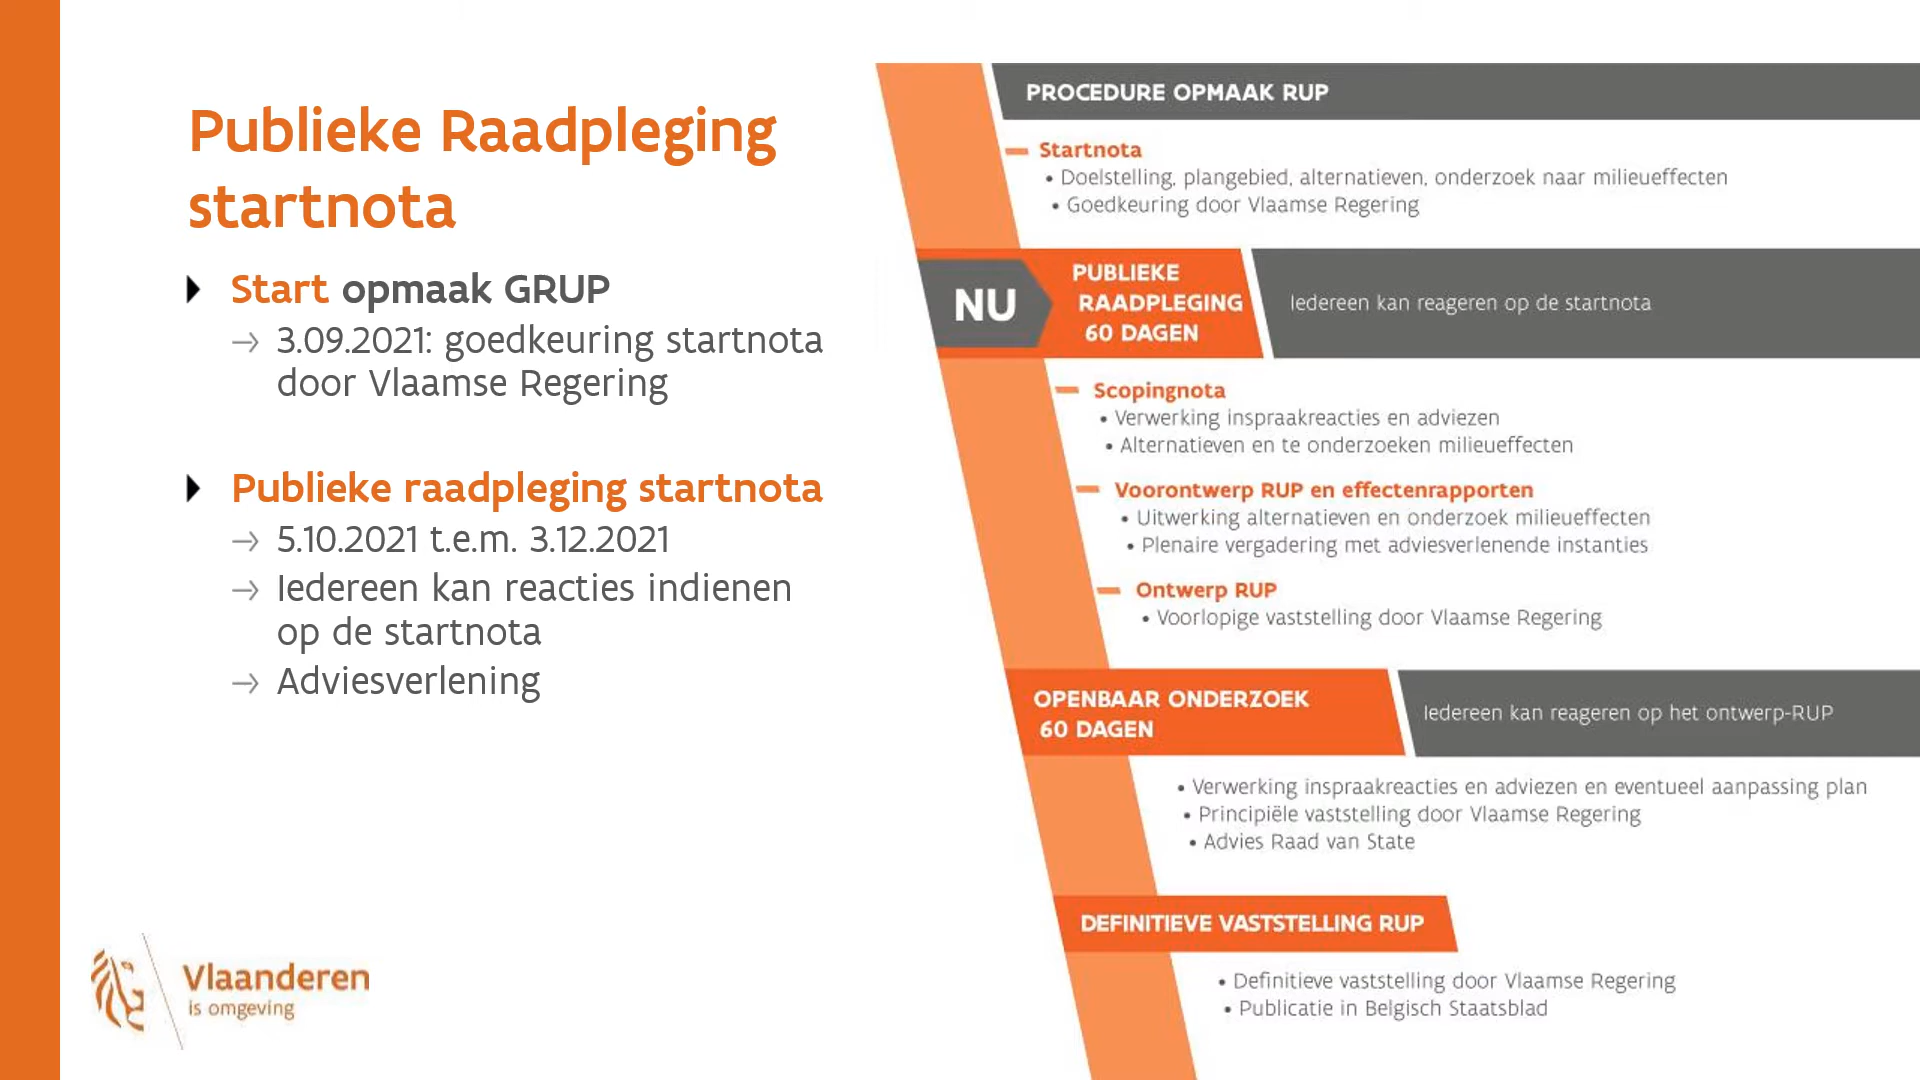 Publieke Raadpleging
startnota
Start opmaak GRUP
→ 3.09.2021: goedkeuring startnota
door Vlaamse Regering
Publieke raadpleging startnota
→ 5.10.2021 t.e.m. 3.12.2021
→ Iedereen kan reacties indienen
op de startnota
→ Adviesverlening
Vlaanderen
is omgeving
PROCEDURE OPMAAK RUP
Startnota
• Doelstelling, plangebied, alternatieven, onderzoek naar milieueffecten
• Goedkeuring door Vlaamse Regering
NU
PUBLIEKE
RAADPLEGING
60 DAGEN
Iedereen kan reageren op de startnota
Scopingnota
• Verwerking inspraakreacties en adviezen
• Alternatieven en te onderzoeken milieueffecten
Voorontwerp RUP en effectenrapporten
• Uitwerking alternatieven en onderzoek milieueffecten
• Plenaire vergadering met adviesverlenende instanties
Ontwerp RUP
• Voorlopige vaststelling door Vlaamse Regering
OPENBAAR ONDERZOEK
60 DAGEN
Iedereen kan reageren op het ontwerp-RUP
• Verwerking inspraakreacties en adviezen en eventueel aanpassing plan
• Principiële vaststelling door Vlaamse Regering
• Advies Raad van State
DEFINITIEVE VASTSTELLING RUP
• Definitieve vaststelling door Vlaamse Regering
• Publicatie in Belgisch Staatsblad